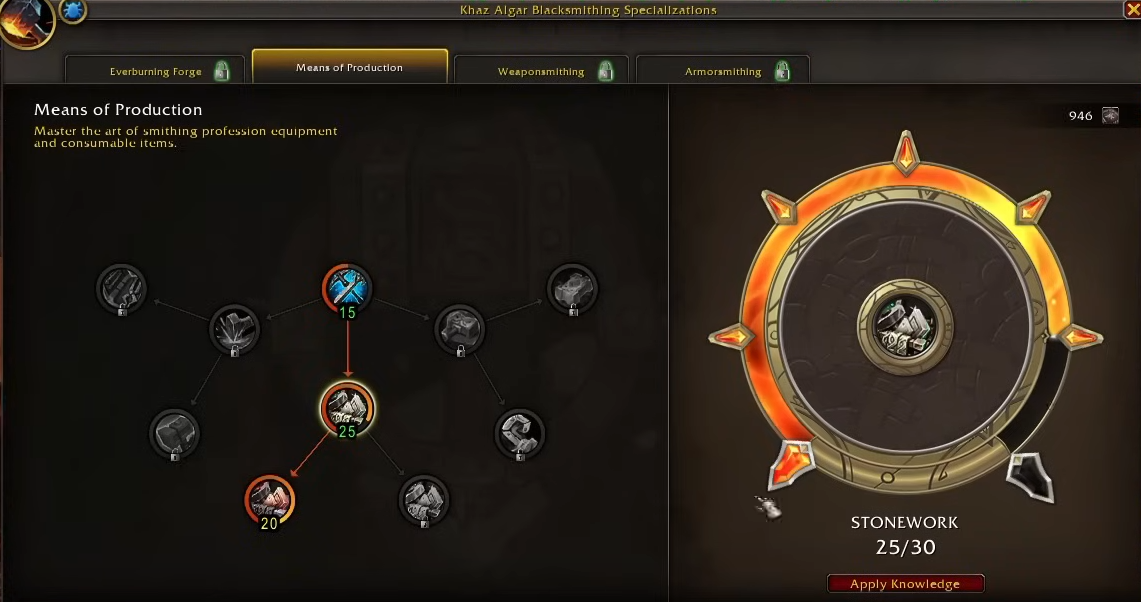 Khaz Algar Blacksmithing Specializations
Everburning Forge
Means of Production
Weaponsmithing
Armorsmithing
Means of Production
Master the art of smithing profession equipment
and consumable items.
946
15
25
20
STONEWORK
25/30
Apply Knowledge